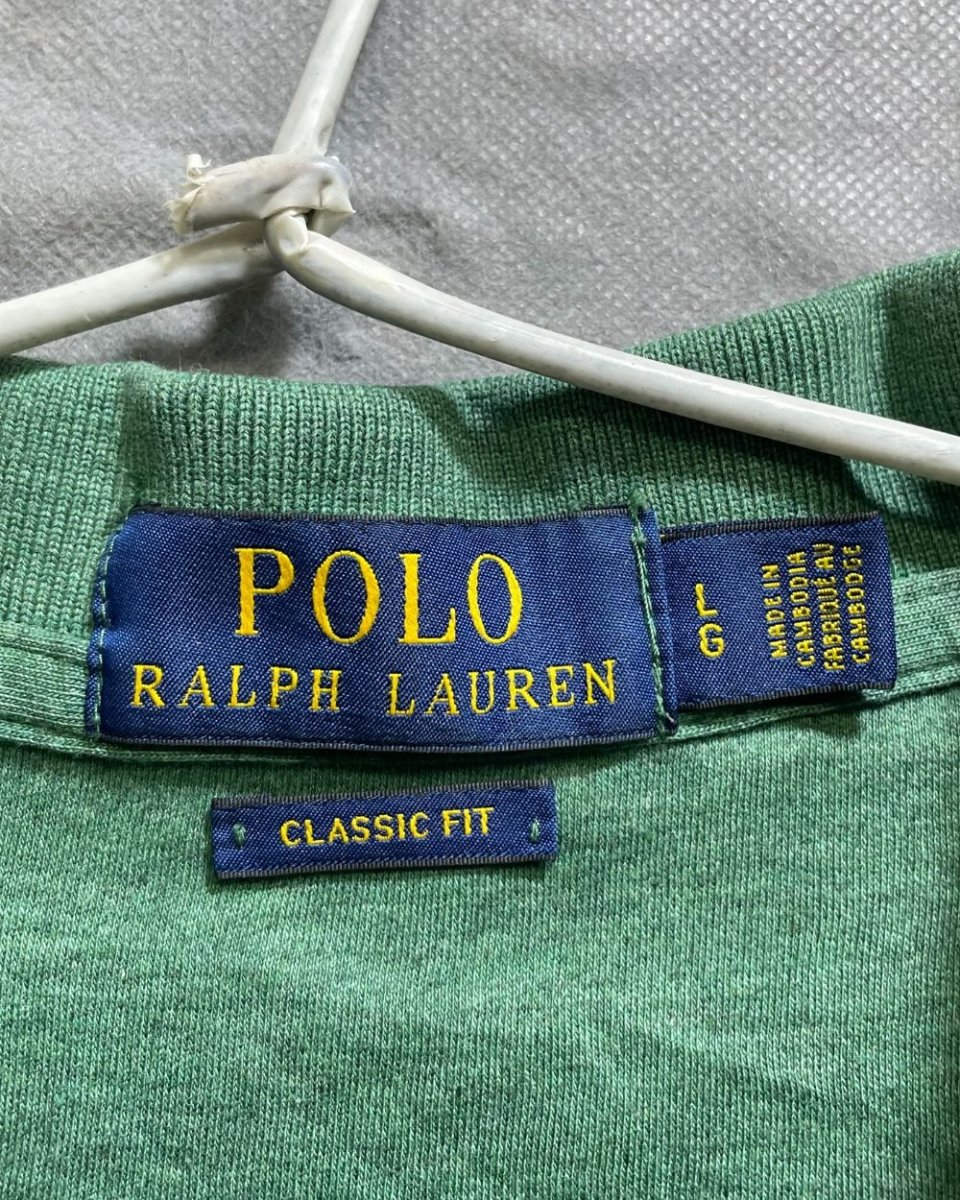 POLO
RALPH LAUREN
L
G
MADE IN
CAMBODIA
FABRIQUÉ AU
CAMBODGE
CLASSIC FIT